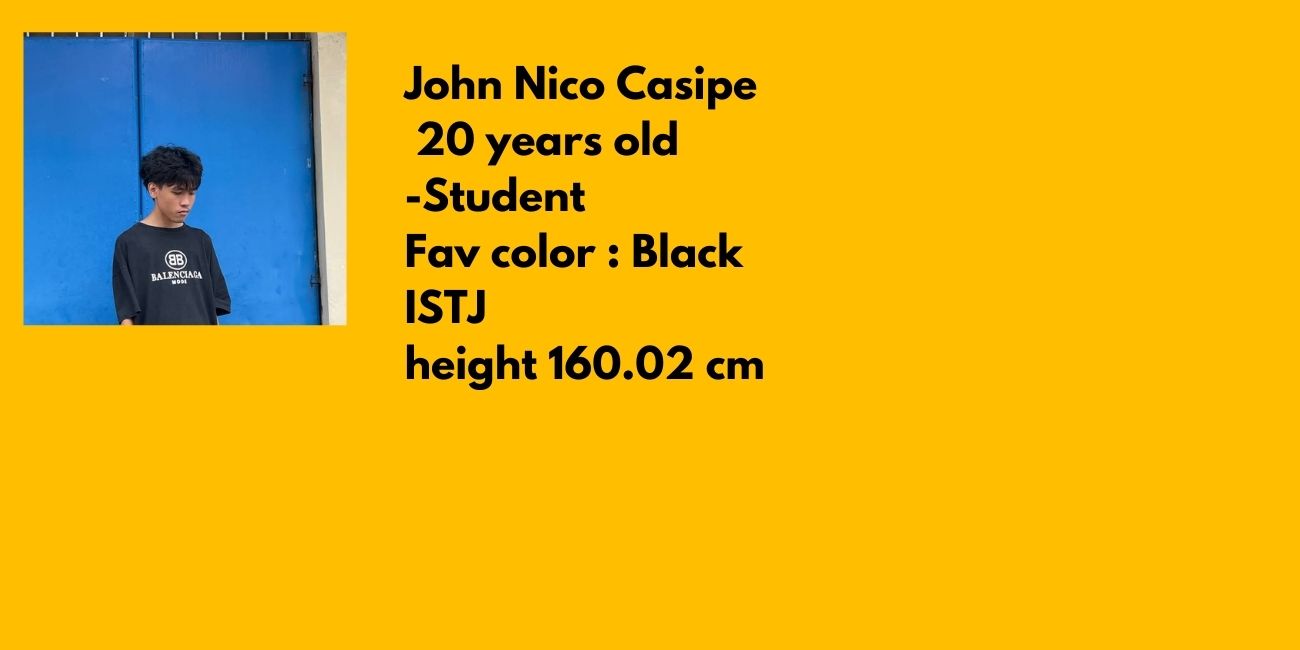 John Nico Casipe
20 years old
-Student
Fav color : Black
ISTJ
height 160.02 cm
BB
BALENCIAGA
MODE